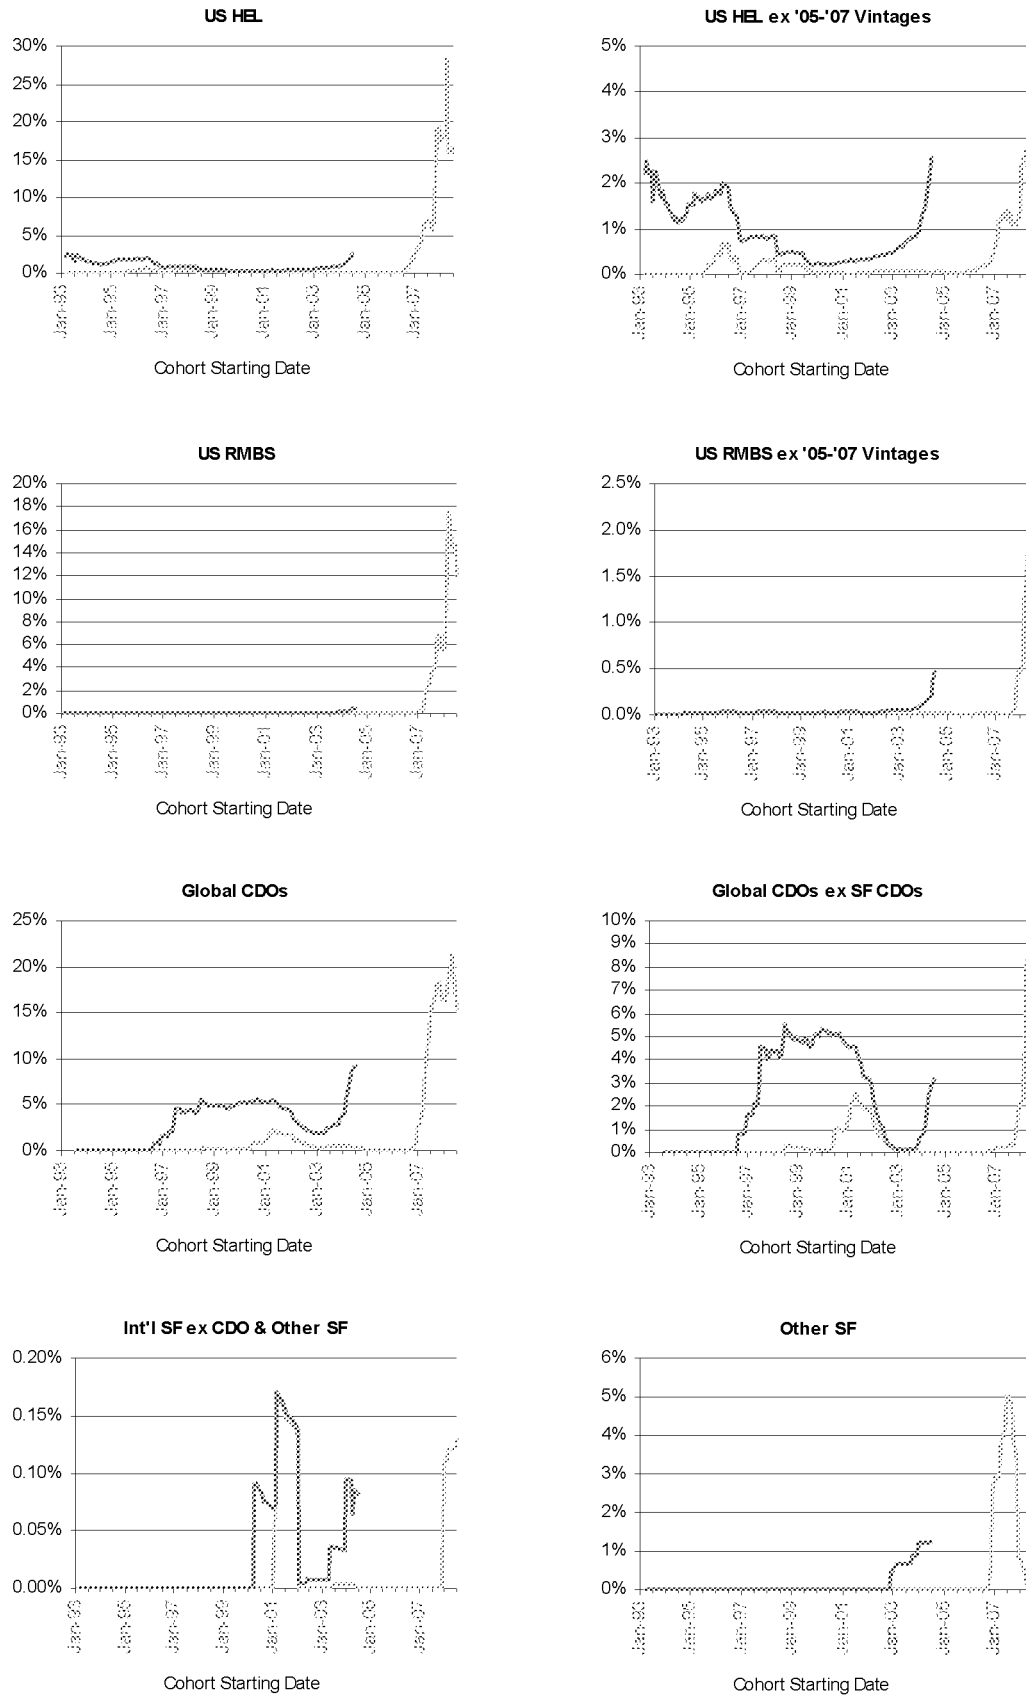 US HEL
30%
25%
20%
15%
10%
5%
0%
Jan-93
Jan-95
Jan-97
Jan-99
Jan-01
Jan-03
Jan-05
Jan-07
Cohort Starting Date
US HEL ex '05-'07 Vintages
5%
4%
3%
2%
1%
0%
Jan-93
Jan-95
Jan-97
Jan-99
Jan-01
Jan-03
Jan-05
Jan-07
Cohort Starting Date
US RMBS
20%
18%
16%
14%
12%
10%
8%
6%
4%
2%
0%
Jan-93
Jan-95
Jan-97
Jan-99
Jan-01
Jan-03
Jan-05
Jan-07
Cohort Starting Date
US RMBS ex '05-'07 Vintages
2.5%
2.0%
1.5%
1.0%
0.5%
0.0%
Jan-93
Jan-95
Jan-97
Jan-99
Jan-01
Jan-03
Jan-05
Jan-07
Cohort Starting Date
Global CDOs
25%
20%
15%
10%
5%
0%
Jan-93
Jan-95
Jan-97
Jan-99
Jan-01
Jan-03
Jan-05
Jan-07
Cohort Starting Date
Global CDOs ex SF CDOs
10%
9%
8%
7%
6%
5%
4%
3%
2%
1%
0%
Jan-93
Jan-95
Jan-97
Jan-99
Jan-01
Jan-03
Jan-05
Jan-07
Cohort Starting Date
Int'l SF ex CDO & Other SF
0.20%
0.15%
0.10%
0.05%
0.00%
Jan-93
Jan-95
Jan-97
Jan-99
Jan-01
Jan-03
Jan-05
Jan-07
Cohort Starting Date
Other SF
6%
5%
4%
3%
2%
1%
0%
Jan-93
Jan-95
Jan-97
Jan-99
Jan-01
Jan-03
Jan-05
Jan-07
Cohort Starting Date